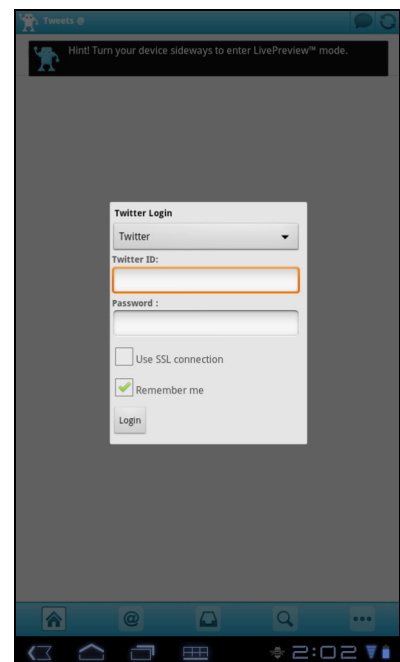 Tweets @
Hint! Turn your device sideways to enter LivePreview™ mode.
Twitter Login
Twitter
Twitter ID:
Password :
Use SSL connection
Remember me
Login
@
2:02